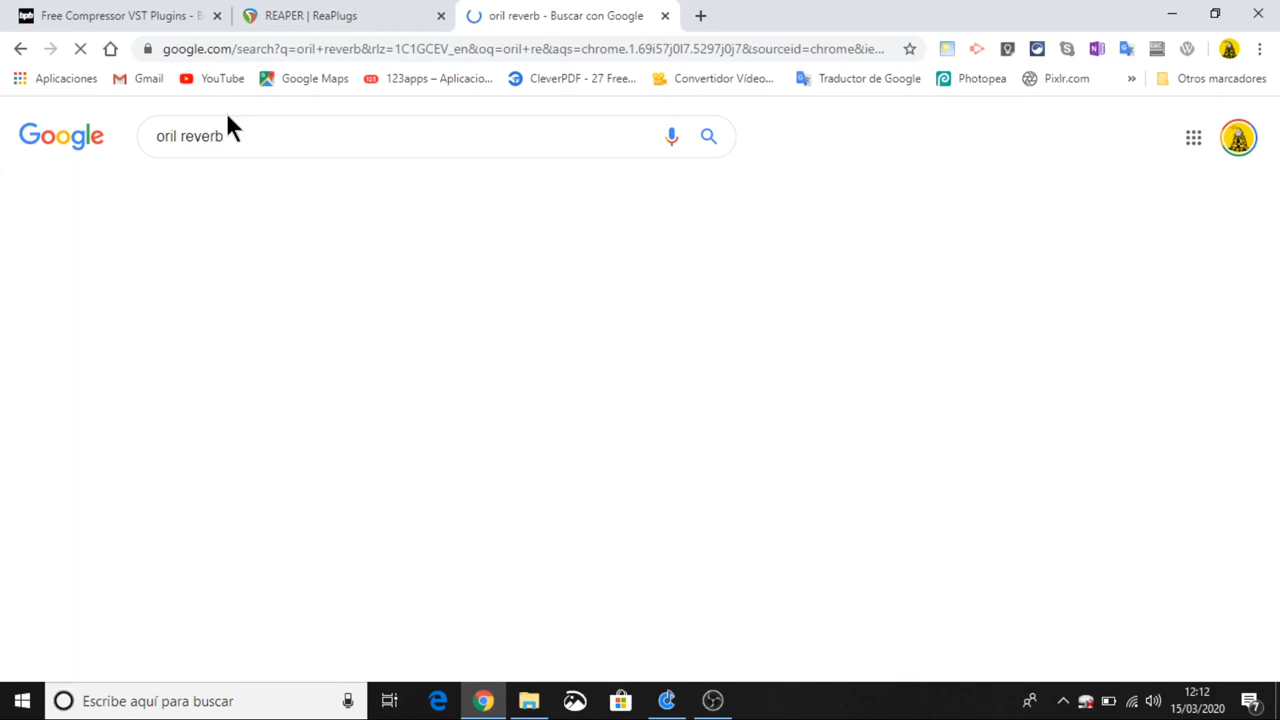 bpb Free Compressor VST Plugins - B
REAPER | ReaPlugs
oril reverb - Buscar con Google
google.com/search?q=oril+reverb&rlz=1C1GCEV_en&oq=oril+re&aqs=chrome.1.69i57j0l7.5297j0j7&sourceid=chrome&ie...
Aplicaciones Gmail YouTube Google Maps 123 123apps – Aplicacio... CleverPDF - 27 Free... Convertidor Vídeo... Traductor de Google Photopea Pixlr.com » Otros marcadores
Google oril reverb
Escribe aquí para buscar
12:12
15/03/2020
7